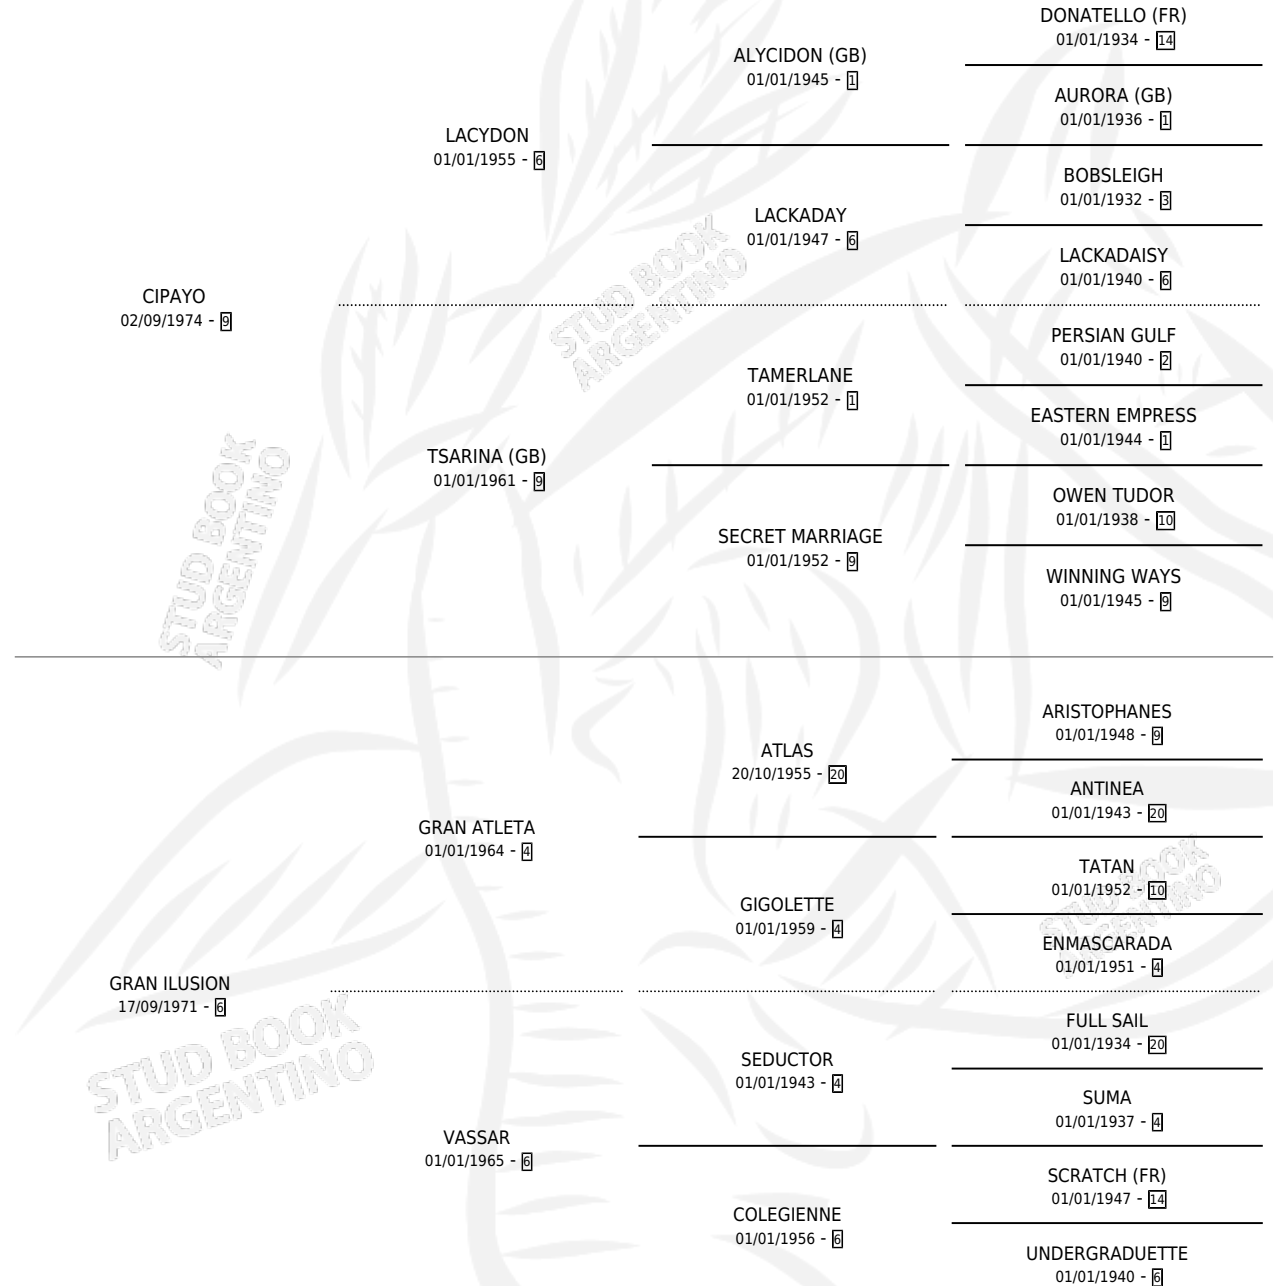 DONATELLO (FR)
01/01/1934 - 14
ALYCIDON (GB)
01/01/1945 - 1
AURORA (GB)
01/01/1936 - 1
LACYDON
01/01/1955 - 6
BOBSLEIGH
01/01/1932 - 3
LACKADAY
01/01/1947 - 6
LACKADAISY
01/01/1940 - 6
CIPAYO
02/09/1974 - 9
PERSIAN GULF
01/01/1940 - 2
TAMERLANE
01/01/1952 - 1
EASTERN EMPRESS
01/01/1944 - 1
TSARINA (GB)
01/01/1961 - 9
OWEN TUDOR
01/01/1938 - 10
SECRET MARRIAGE
01/01/1952 - 9
WINNING WAYS
01/01/1945 - 9
STUD BOOK
ARGENTINO
STUD BOOK
ARGENTINO
ARISTOPHANES
01/01/1948 - 9
ATLAS
20/10/1955 - 20
ANTINEA
01/01/1943 - 20
GRAN ATLETA
01/01/1964 - 4
TATAN
01/01/1952 - 10
GIGOLETTE
01/01/1959 - 4
ENMASCARADA
01/01/1951 - 4
STUD BOOK
ARGENTINO
GRAN ILUSION
17/09/1971 - 6
FULL SAIL
01/01/1934 - 20
SEDUCTOR
01/01/1943 - 4
SUMA
01/01/1937 - 4
VASSAR
01/01/1965 - 6
SCRATCH (FR)
01/01/1947 - 14
COLEGIENNE
01/01/1956 - 6
UNDERGRADUETTE
01/01/1940 - 6
STUD BOOK
ARGENTINO